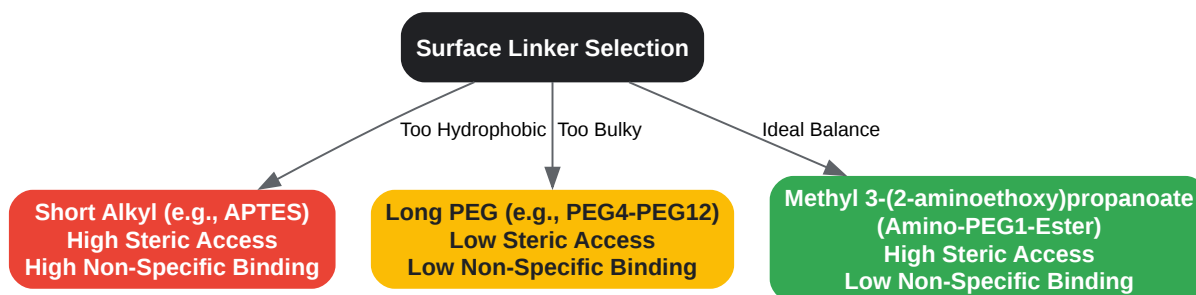 Surface Linker Selection
Too Hydrophobic
Too Bulky
Ideal Balance
Short Alkyl (e.g., APTES)
High Steric Access
High Non-Specific Binding
Long PEG (e.g., PEG4-PEG12)
Low Steric Access
Low Non-Specific Binding
Methyl 3-(2-aminoethoxy)propanoate
(Amino-PEG1-Ester)
High Steric Access
Low Non-Specific Binding